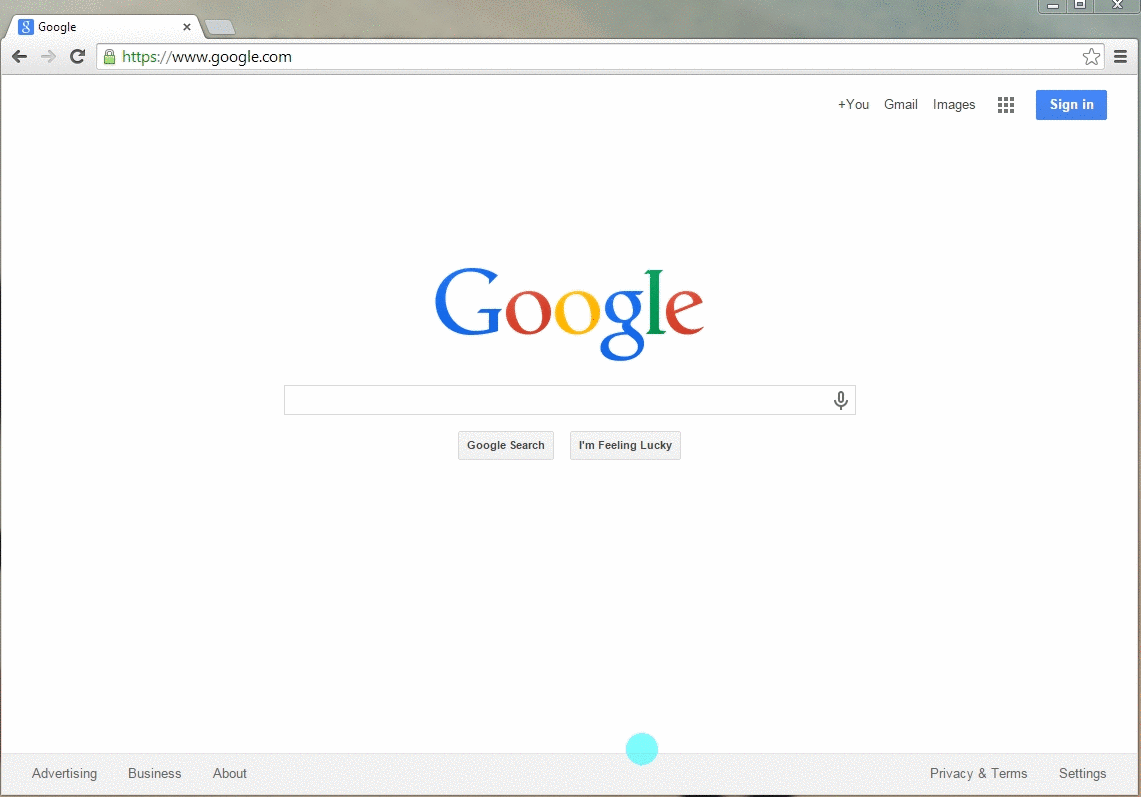 Google
https://www.google.com
+You Gmail Images Sign in
Google
Google Search I'm Feeling Lucky
Advertising Business About Privacy & Terms Settings